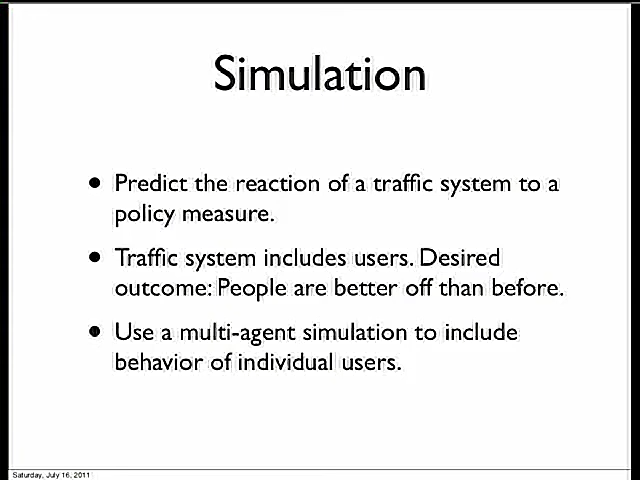 Simulation
• Predict the reaction of a traffic system to a
policy measure.
• Traffic system includes users. Desired
outcome: People are better off than before.
• Use a multi-agent simulation to include
behavior of individual users.
Saturday, July 16, 2011